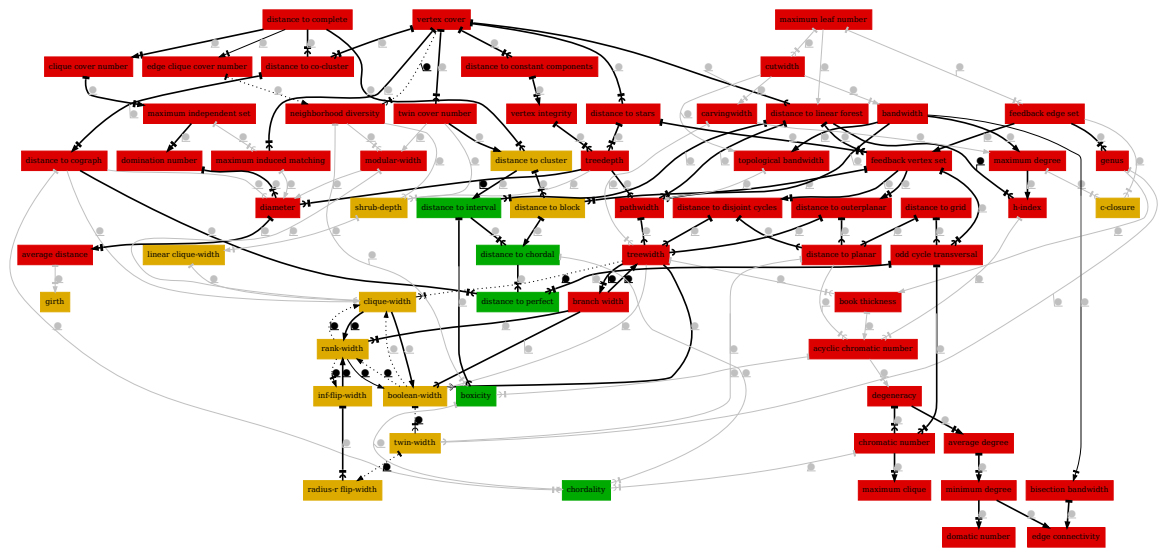 distance to complete
vertex cover
maximum leaf number
clique cover number
edge clique cover number
distance to co-cluster
distance to constant components
cutwidth
maximum independent set
neighborhood diversity
twin cover number
vertex integrity
distance to stars
carvingwidth
distance to linear forest
bandwidth
feedback edge set
distance to cograph
domination number
maximum induced matching
modular-width
distance to cluster
treedepth
topological bandwidth
feedback vertex set
maximum degree
genus
diameter
shrub-depth
distance to interval
distance to block
pathwidth
distance to disjoint cycles
distance to outerplanar
distance to grid
h-index
c-closure
average distance
linear clique-width
distance to chordal
treewidth
distance to planar
odd cycle transversal
girth
clique-width
distance to perfect
branch width
book thickness
rank-width
acyclic chromatic number
inf-flip-width
boolean-width
boxicity
degeneracy
twin-width
chromatic number
average degree
radius-r flip-width
chordality
maximum clique
minimum degree
bisection bandwidth
domatic number
edge connectivity